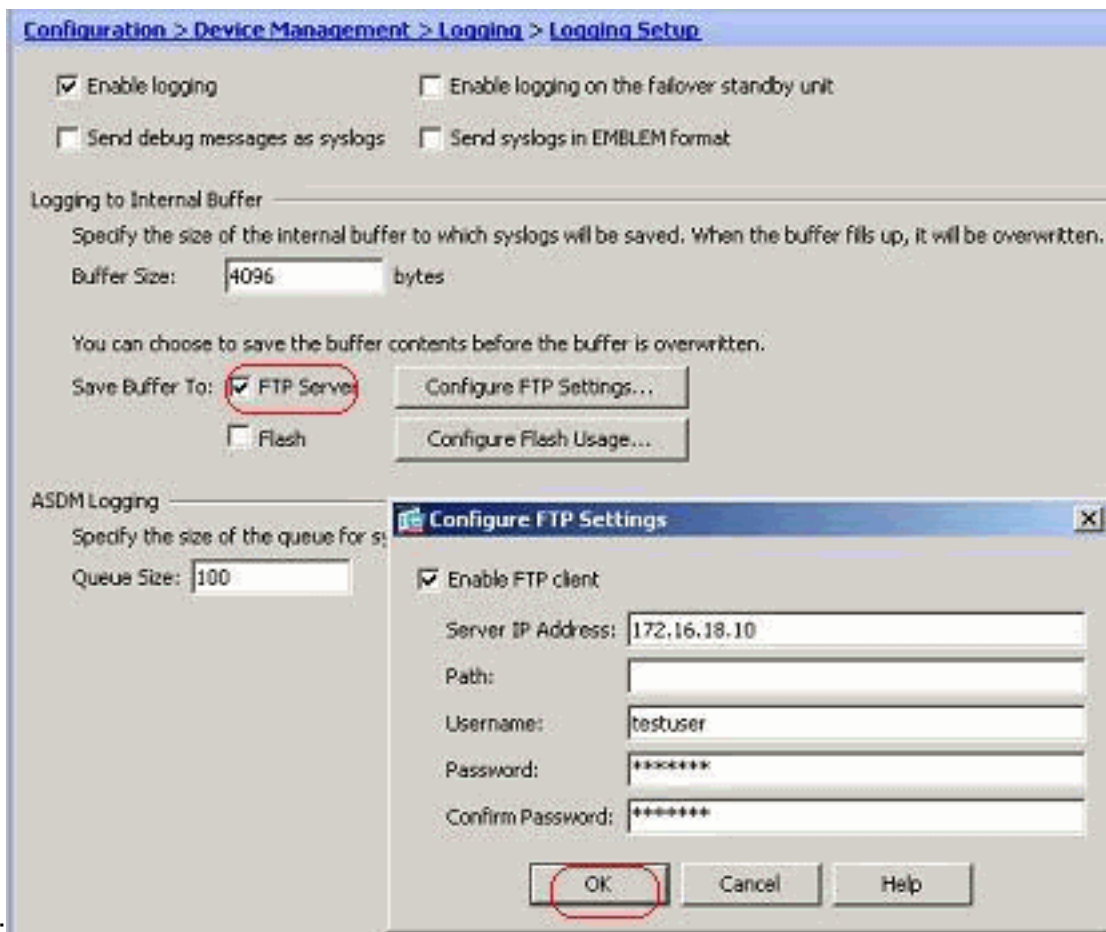 Configuration > Device Management > Logging > Logging Setup
Enable logging
Enable logging on the failover standby unit
Send debug messages as syslogs
Send syslogs in EMBLEM format
Logging to Internal Buffer
Specify the size of the internal buffer to which syslogs will be saved. When the buffer fills up, it will be overwritten.
Buffer Size: 4096 bytes
You can choose to save the buffer contents before the buffer is overwritten.
Save Buffer To: FTP Server Configure FTP Settings...
Flash Configure Flash Usage...
ASDM Logging
Specify the size of the queue for sy
Queue Size: 100
Configure FTP Settings
Enable FTP client
Server IP Address: 172.16.18.10
Path:
Username: testuser
Password: *******
Confirm Password: *******
OK Cancel Help
.